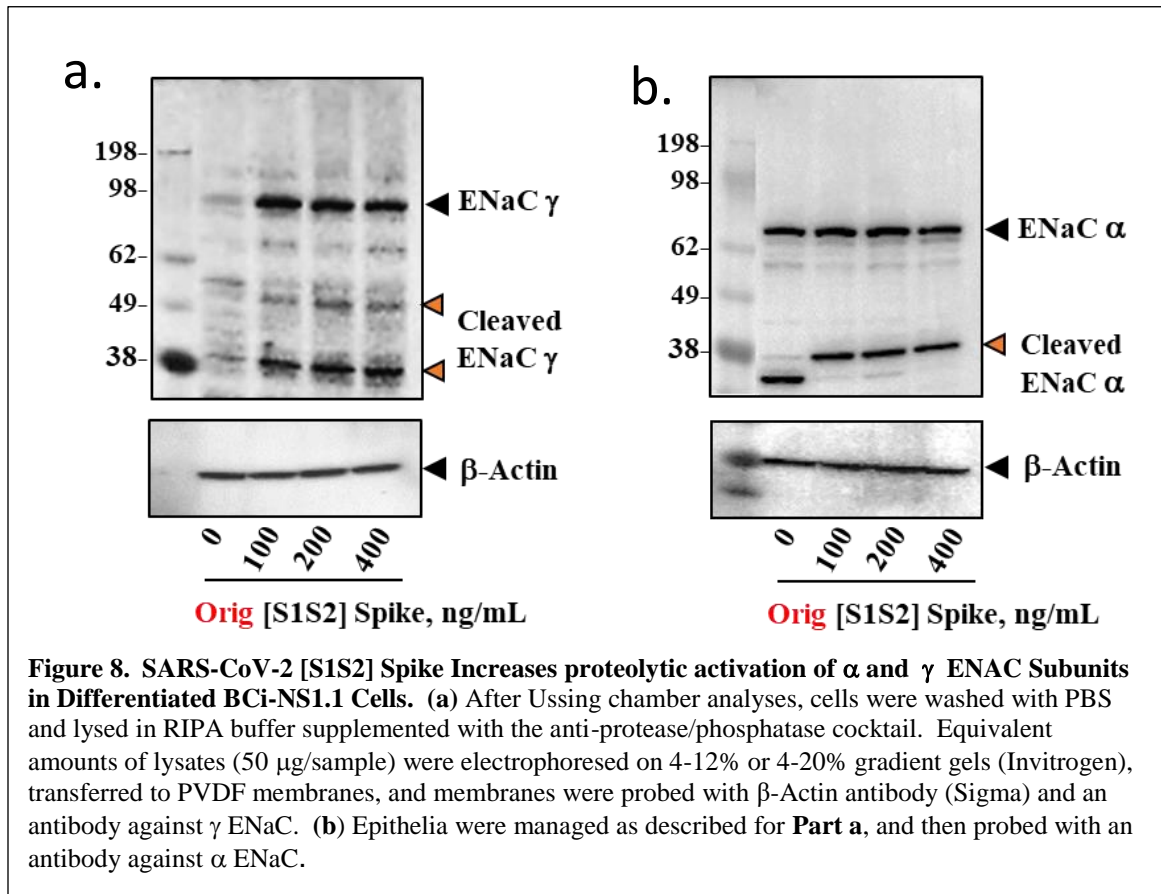 a.
198-
98-
62-
49-
38-
ENaC γ
Cleaved
ENaC γ
β-Actin
0
100
200
400
Orig [S1S2] Spike, ng/mL
b.
198-
98-
62-
49-
38-
ENaC α
Cleaved
ENaC α
β-Actin
0
100
200
400
Orig [S1S2] Spike, ng/mL
Figure 8. SARS-CoV-2 [S1S2] Spike Increases proteolytic activation of α and γ ENAC Subunits
in Differentiated BCi-NS1.1 Cells. (a) After Ussing chamber analyses, cells were washed with PBS
and lysed in RIPA buffer supplemented with the anti-protease/phosphatase cocktail. Equivalent
amounts of lysates (50 μg/sample) were electrophoresed on 4-12% or 4-20% gradient gels (Invitrogen),
transferred to PVDF membranes, and membranes were probed with β-Actin antibody (Sigma) and an
antibody against γ ENaC. (b) Epithelia were managed as described for Part a, and then probed with an
antibody against α ENaC.